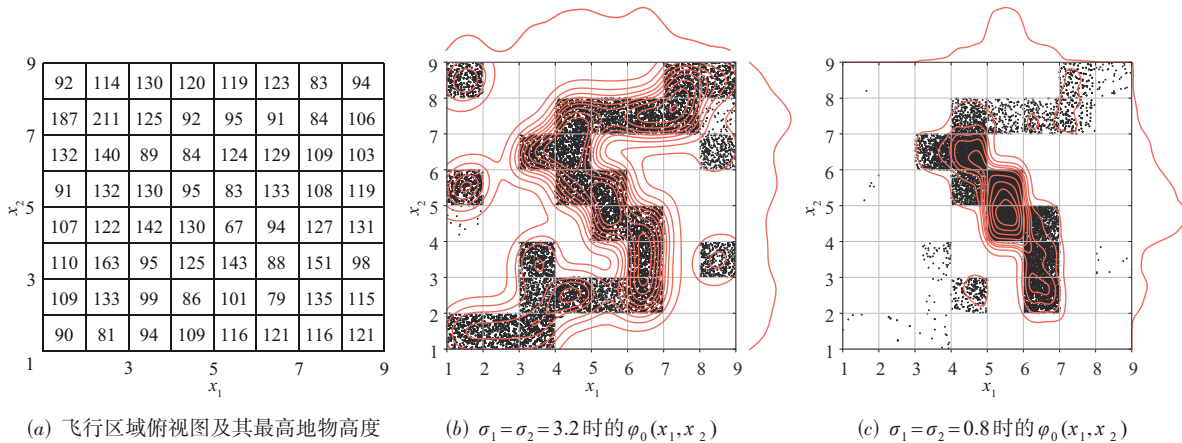 9
92 114 130 120 119 123 83 94
187 211 125 92 95 91 84 106
7
132 140 89 84 124 129 109 103
91 132 130 95 83 133 108 119
x₂ 5
107 122 142 130 67 94 127 131
110 163 95 125 143 88 151 98
3
109 133 99 86 101 79 135 115
90 81 94 109 116 121 116 121
1
3 5 7 9
x₁
(a) 飞行区域俯视图及其最高地物高度
9
8
7
6
x₂ 5
4
3
2
1
1 2 3 4 5 6 7 8 9
x₁
(b) σ₁=σ₂=3.2时的φ₀(x₁,x₂)
9
8
7
6
x₂ 5
4
3
2
1
1 2 3 4 5 6 7 8 9
x₁
(c) σ₁=σ₂=0.8时的φ₀(x₁,x₂)